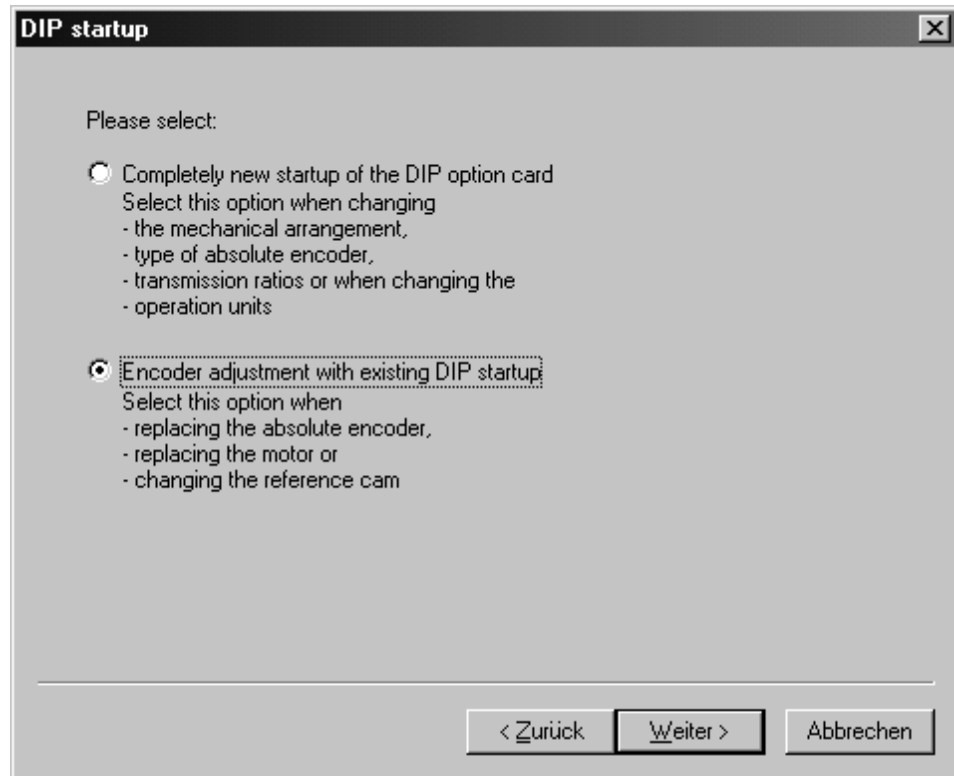 DIP startup
Please select:
Completely new startup of the DIP option card
Select this option when changing
- the mechanical arrangement,
- type of absolute encoder,
- transmission ratios or when changing the
- operation units
Encoder adjustment with existing DIP startup
Select this option when
- replacing the absolute encoder,
- replacing the motor or
- changing the reference cam
< Zurück
Weiter >
Abbrechen